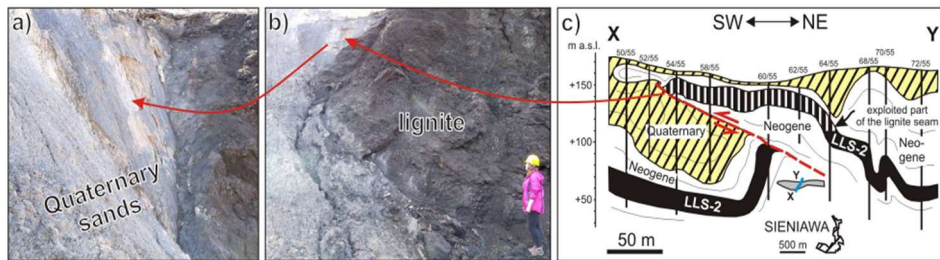 a)
Quaternary
sands
b)
lignite
c)
SW NE
X Y
m a.s.l.
50/55
52/55
54/55
58/55
60/55
62/55
64/55
68/55
70/55
72/55
+150
+100
+50
exploited part
of the lignite seam
Quaternary
Neogene
LLS-2
Neo-
gene
Neogene
LLS-2
Y
X
SIENIAWA
50 m
500 m